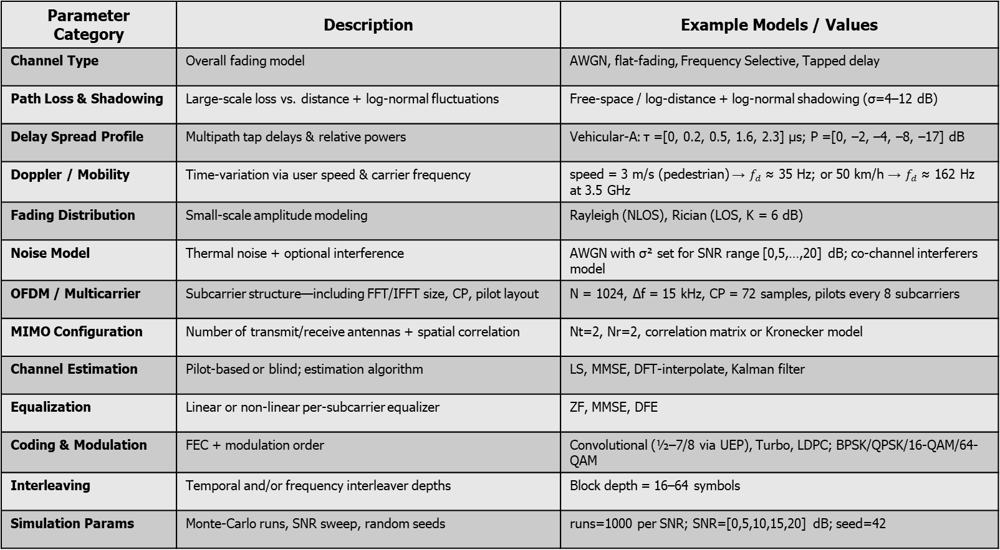 Parameter
Category
Description
Example Models / Values
Channel Type
Overall fading model
AWGN, flat-fading, Frequency Selective, Tapped delay
Path Loss & Shadowing
Large-scale loss vs. distance + log-normal fluctuations
Free-space / log-distance + log-normal shadowing (σ=4–12 dB)
Delay Spread Profile
Multipath tap delays & relative powers
Vehicular-A: τ =[0, 0.2, 0.5, 1.6, 2.3] µs; P =[0, –2, –4, –8, –17] dB
Doppler / Mobility
Time-variation via user speed & carrier frequency
speed = 3 m/s (pedestrian) → 𝑓𝑑 ≈ 35 Hz; or 50 km/h → 𝑓𝑑 ≈ 162 Hz
at 3.5 GHz
Fading Distribution
Small-scale amplitude modeling
Rayleigh (NLOS), Rician (LOS, K = 6 dB)
Noise Model
Thermal noise + optional interference
AWGN with σ² set for SNR range [0,5,…,20] dB; co-channel interferers
model
OFDM / Multicarrier
Subcarrier structure—including FFT/IFFT size, CP, pilot layout
N = 1024, Δf = 15 kHz, CP = 72 samples, pilots every 8 subcarriers
MIMO Configuration
Number of transmit/receive antennas + spatial correlation
Nt=2, Nr=2, correlation matrix or Kronecker model
Channel Estimation
Pilot-based or blind; estimation algorithm
LS, MMSE, DFT-interpolate, Kalman filter
Equalization
Linear or non-linear per-subcarrier equalizer
ZF, MMSE, DFE
Coding & Modulation
FEC + modulation order
Convolutional (½–7/8 via UEP), Turbo, LDPC; BPSK/QPSK/16-QAM/64-
QAM
Interleaving
Temporal and/or frequency interleaver depths
Block depth = 16–64 symbols
Simulation Params
Monte-Carlo runs, SNR sweep, random seeds
runs=1000 per SNR; SNR=[0,5,10,15,20] dB; seed=42